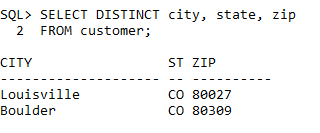 SQL> SELECT DISTINCT city, state, zip
  2  FROM customer;

CITY                 ST ZIP
-------------------- -- ----------
Louisville           CO 80027
Boulder              CO 80309